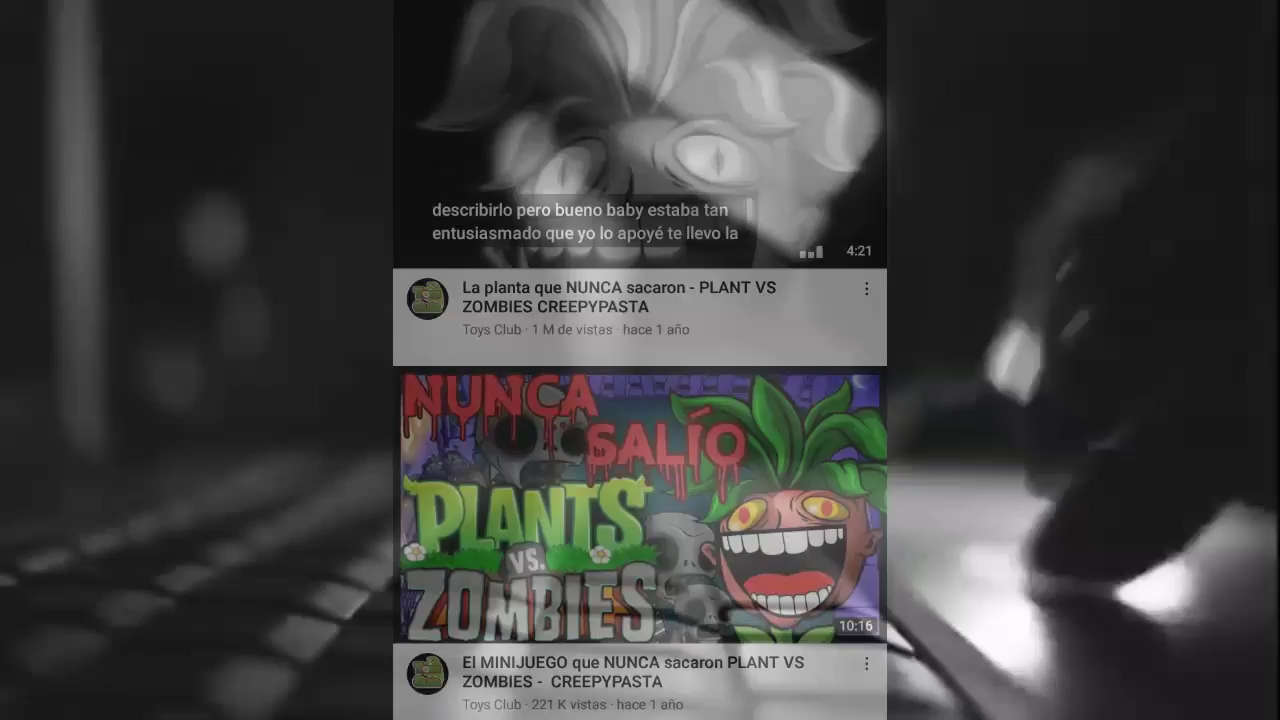 describirlo pero bueno baby estaba tan
entusiasmado que yo lo apoyé te llevo la
4:21
La planta que NUNCA sacaron - PLANT VS
ZOMBIES CREEPYPASTA
Toys Club · 1 M de vistas · hace 1 año
NUNCA
SALÍO
PLANTS
VS.
ZOMBIES
10:16
El MINIJUEGO que NUNCA sacaron PLANT VS
ZOMBIES - CREEPYPASTA
Toys Club · 221 K vistas · hace 1 año